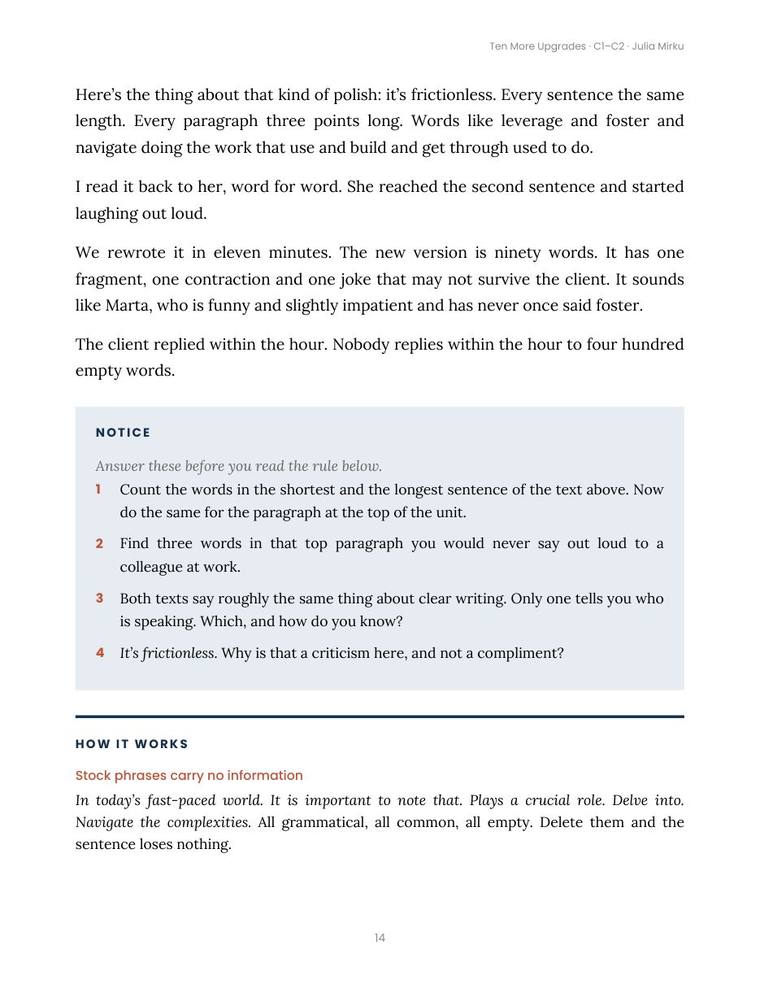 Ten More Upgrades · C1–C2 · Julia Mirku
Here’s the thing about that kind of polish: it’s frictionless. Every sentence the same
length. Every paragraph three points long. Words like leverage and foster and
navigate doing the work that use and build and get through used to do.
I read it back to her, word for word. She reached the second sentence and started
laughing out loud.
We rewrote it in eleven minutes. The new version is ninety words. It has one
fragment, one contraction and one joke that may not survive the client. It sounds
like Marta, who is funny and slightly impatient and has never once said foster.
The client replied within the hour. Nobody replies within the hour to four hundred
empty words.
NOTICE
Answer these before you read the rule below.
1 Count the words in the shortest and the longest sentence of the text above. Now
do the same for the paragraph at the top of the unit.
2 Find three words in that top paragraph you would never say out loud to a
colleague at work.
3 Both texts say roughly the same thing about clear writing. Only one tells you who
is speaking. Which, and how do you know?
4 It’s frictionless. Why is that a criticism here, and not a compliment?
HOW IT WORKS
Stock phrases carry no information
In today’s fast-paced world. It is important to note that. Plays a crucial role. Delve into.
Navigate the complexities. All grammatical, all common, all empty. Delete them and the
sentence loses nothing.
14